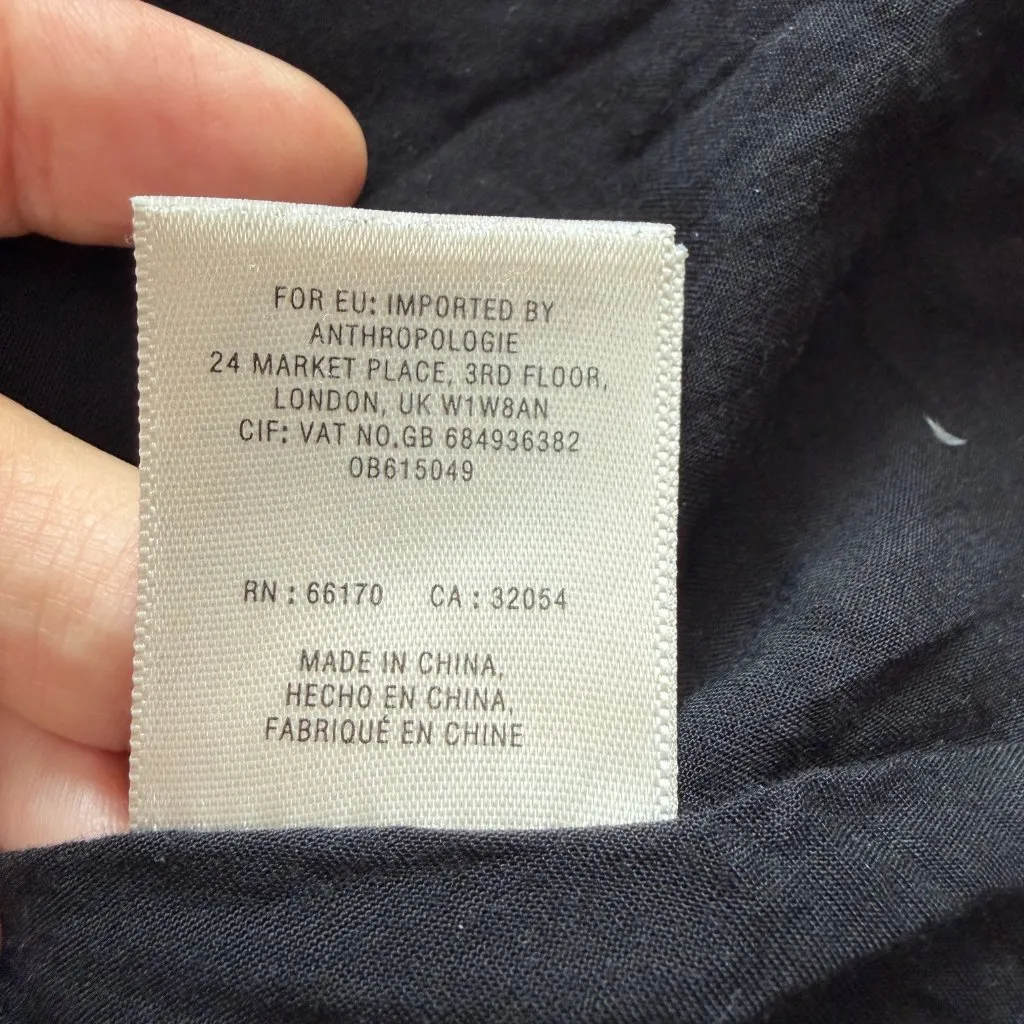 FOR EU: IMPORTED BY
ANTHROPOLOGIE
24 MARKET PLACE, 3RD FLOOR,
LONDON, UK W1W8AN
CIF: VAT NO.GB 684936382
OB615049
RN : 66170 CA : 32054
MADE IN CHINA,
HECHO EN CHINA,
FABRIQUÉ EN CHINE